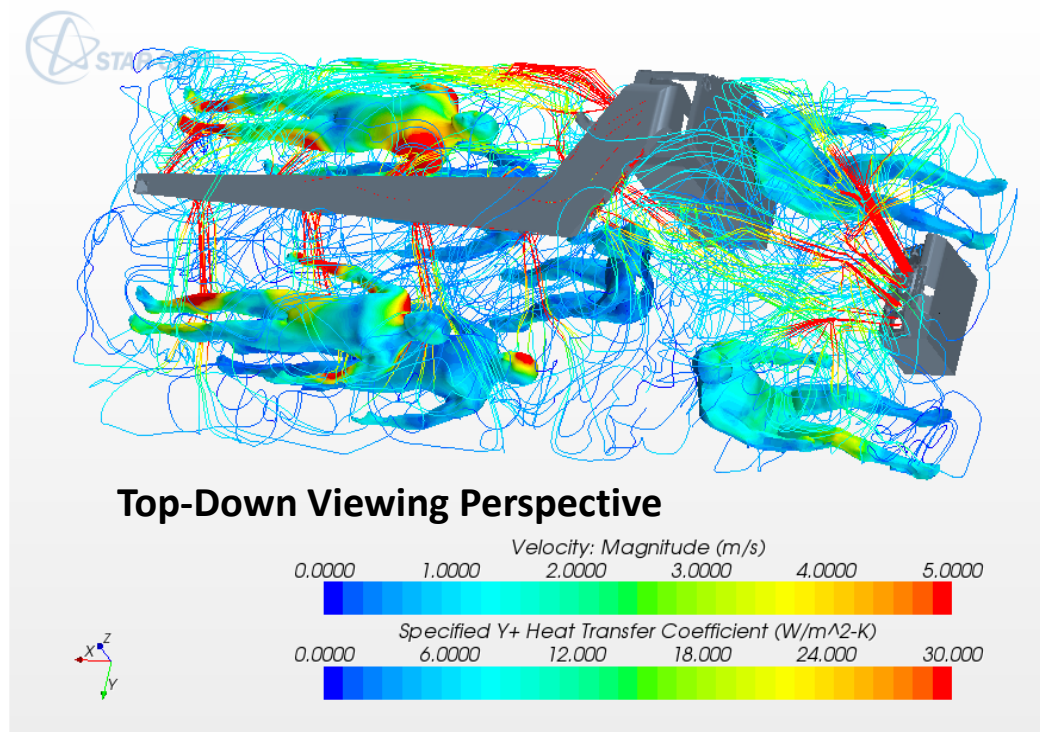 STAR
Top-Down Viewing Perspective
Velocity: Magnitude (m/s)
0.0000 1.0000 2.0000 3.0000 4.0000 5.0000
Specified Y+ Heat Transfer Coefficient (W/m^2-K)
0.0000 6.0000 12.000 18.000 24.000 30.000
Z
X
Y